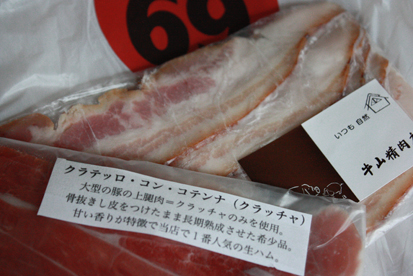 69
いつも 自然
牛山精肉
クラテッロ・コン・コテンナ（クラッチャ）
大型の豚の上腿肉＝クラッチャのみを使用。
骨抜きし皮をつけたまま長期熟成させた希少品。
甘い香りが特徴で当店で１番人気の生ハム。